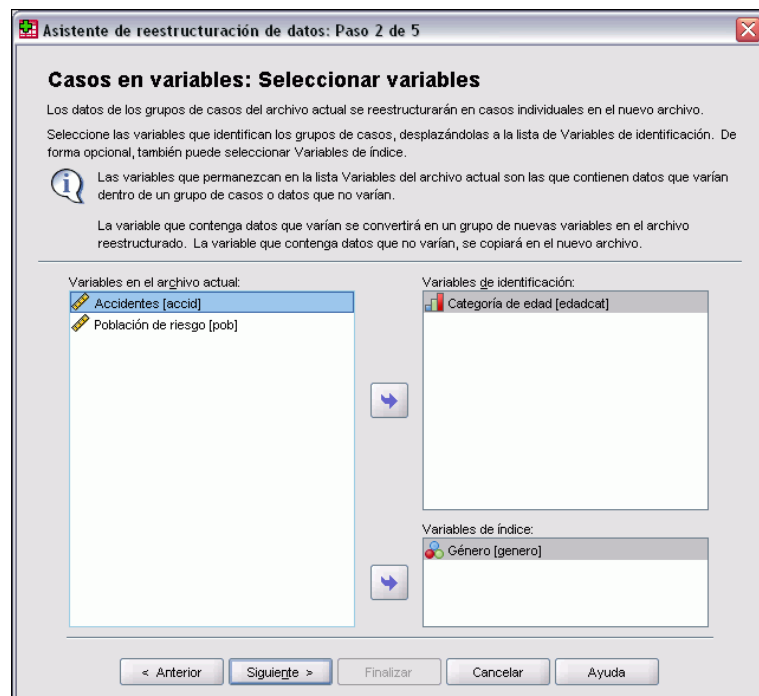 Asistente de reestructuración de datos: Paso 2 de 5
Casos en variables: Seleccionar variables
Los datos de los grupos de casos del archivo actual se reestructurarán en casos individuales en el nuevo archivo.
Seleccione las variables que identifican los grupos de casos, desplazándolas a la lista de Variables de identificación. De
forma opcional, también puede seleccionar Variables de índice.
Las variables que permanezcan en la lista Variables del archivo actual son las que contienen datos que varían
dentro de un grupo de casos o datos que no varían.
La variable que contenga datos que varían se convertirá en un grupo de nuevas variables en el archivo
reestructurado. La variable que contenga datos que no varían, se copiará en el nuevo archivo.
Variables en el archivo actual:
Accidentes [accid]
Población de riesgo [pob]
Variables de identificación:
Categoría de edad [edadcat]
Variables de índice:
Género [genero]
< Anterior
Siguiente >
Finalizar
Cancelar
Ayuda